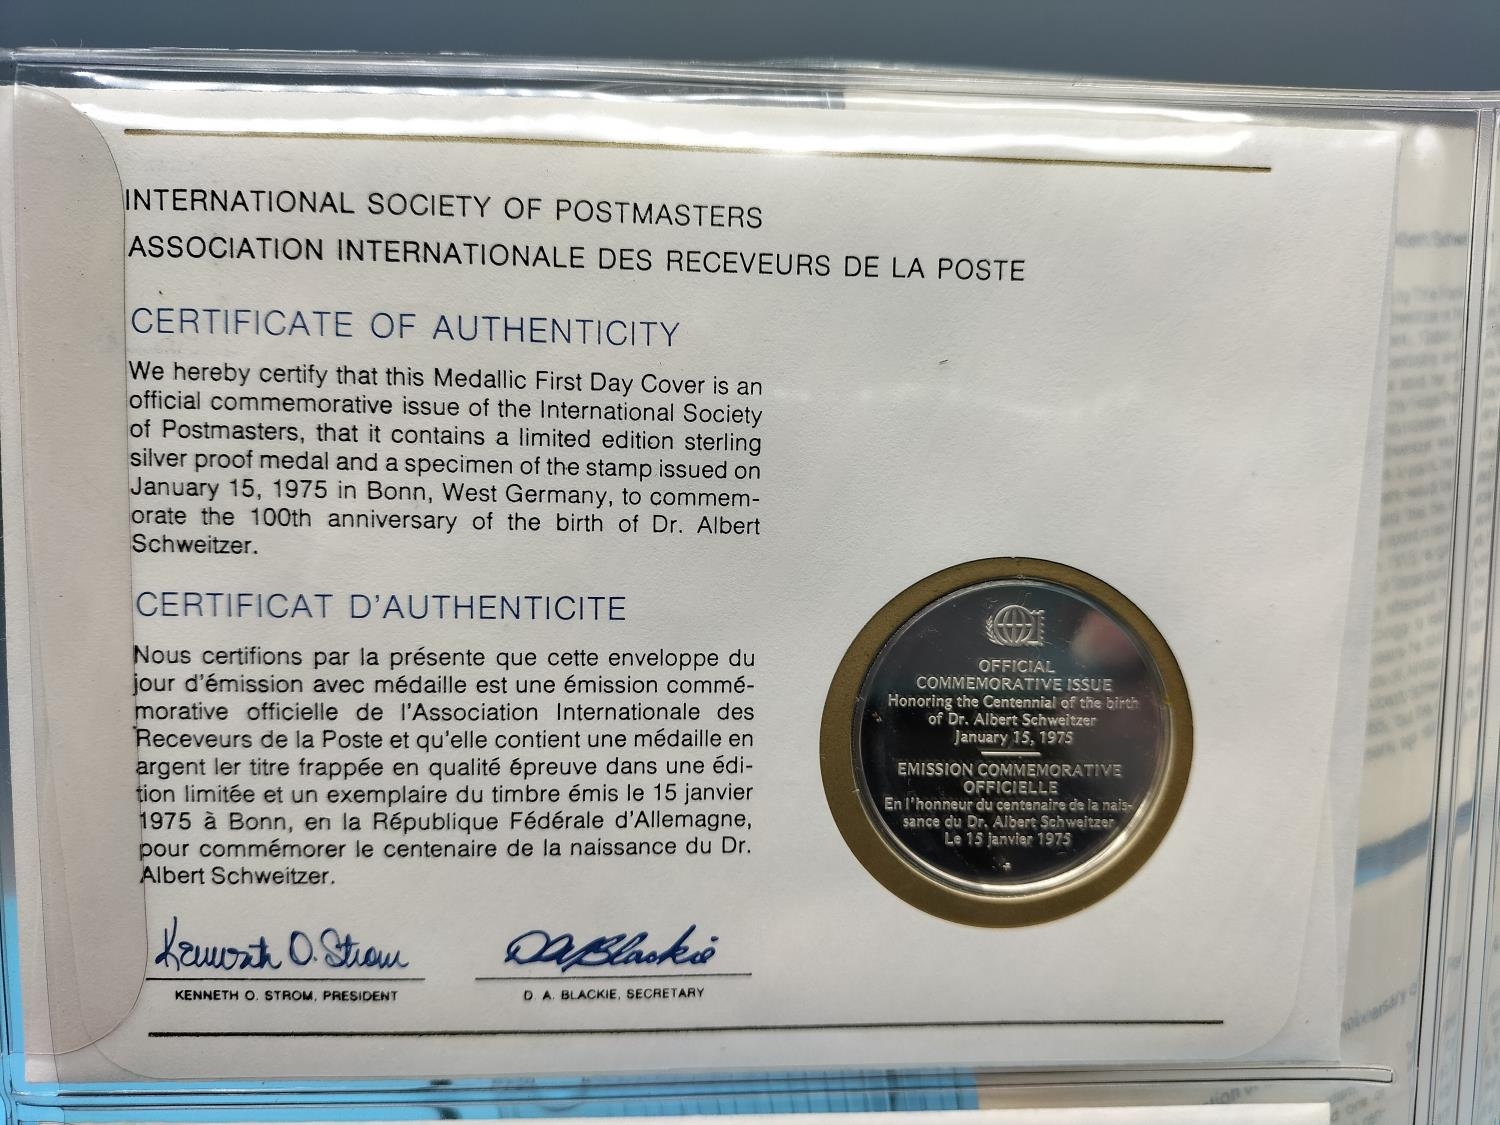 INTERNATIONAL SOCIETY OF POSTMASTERS
ASSOCIATION INTERNATIONALE DES RECEVEURS DE LA POSTE
CERTIFICATE OF AUTHENTICITY
We hereby certify that this Medallic First Day Cover is an
official commemorative issue of the International Society
of Postmasters, that it contains a limited edition sterling
silver proof medal and a specimen of the stamp issued on
January 15, 1975 in Bonn, West Germany, to commem-
orate the 100th anniversary of the birth of Dr. Albert
Schweitzer.
CERTIFICAT D'AUTHENTICITE
Nous certifions par la présente que cette enveloppe du
jour d'émission avec médaille est une émission commé-
morative officielle de l'Association Internationale des
Receveurs de la Poste et qu'elle contient une médaille en
argent ler titre frappée en qualité épreuve dans une édi-
tion limitée et un exemplaire du timbre émis le 15 janvier
1975 à Bonn, en la République Fédérale d'Allemagne,
pour commémorer le centenaire de la naissance du Dr.
Albert Schweitzer.
Kenneth O. Strom
KENNETH O. STROM, PRESIDENT
D A Blackie
D. A. BLACKIE, SECRETARY
OFFICIAL
COMMEMORATIVE ISSUE
Honoring the Centennial of the birth
of Dr. Albert Schweitzer
January 15, 1975
EMISSION COMMEMORATIVE
OFFICIELLE
En l'honneur du centenaire de la nais-
sance du Dr. Albert Schweitzer
Le 15 janvier 1975